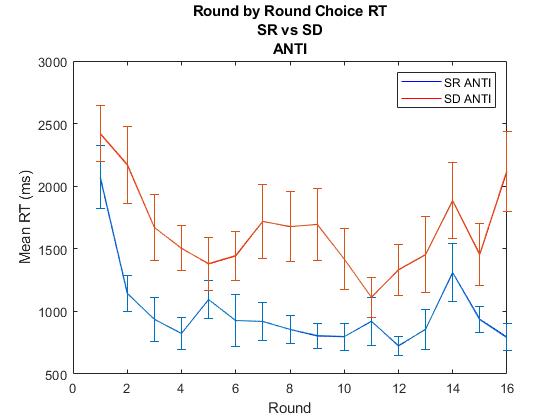 Round by Round Choice RT
SR vs SD
ANTI
3000
SR ANTI
SD ANTI
2500
2000
1500
1000
500
Mean RT (ms)
0 2 4 6 8 10 12 14 16
Round